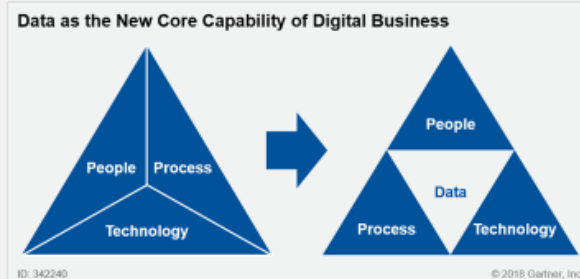 Data as the New Core Capability of Digital Business
People Process
Technology
People
Data
Process Technology
ID: 342240
© 2018 Gartner, Inc